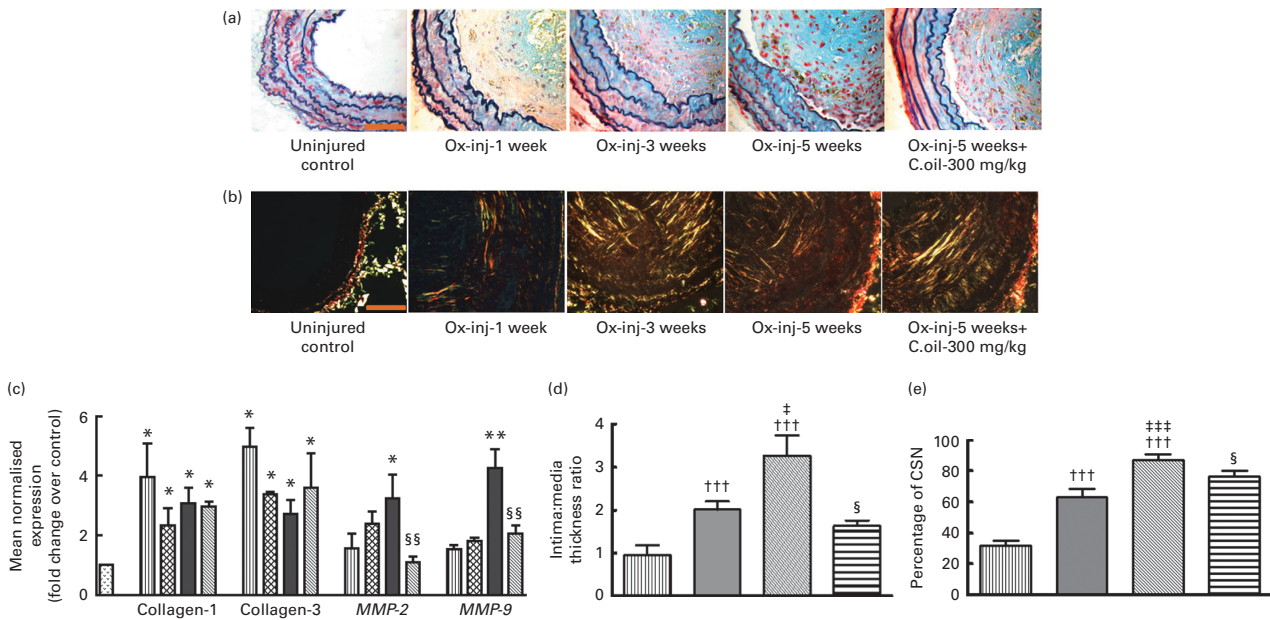 (a)
Uninjured
control
Ox-inj-1 week
Ox-inj-3 weeks
Ox-inj-5 weeks
Ox-inj-5 weeks+
C.oil-300 mg/kg
(b)
Uninjured
control
Ox-inj-1 week
Ox-inj-3 weeks
Ox-inj-5 weeks
Ox-inj-5 weeks+
C.oil-300 mg/kg
(c)
Mean normalised
expression
(fold change over control)
6
4
2
0
*
*
*
*
*
*
*
*
*
§§
**
§§
Collagen-1
Collagen-3
MMP-2
MMP-9
(d)
Intima:media
thickness ratio
4
3
2
1
0
†††
‡
†††
§
(e)
Percentage of CSN
100
80
60
40
20
0
†††
‡‡‡
†††
§